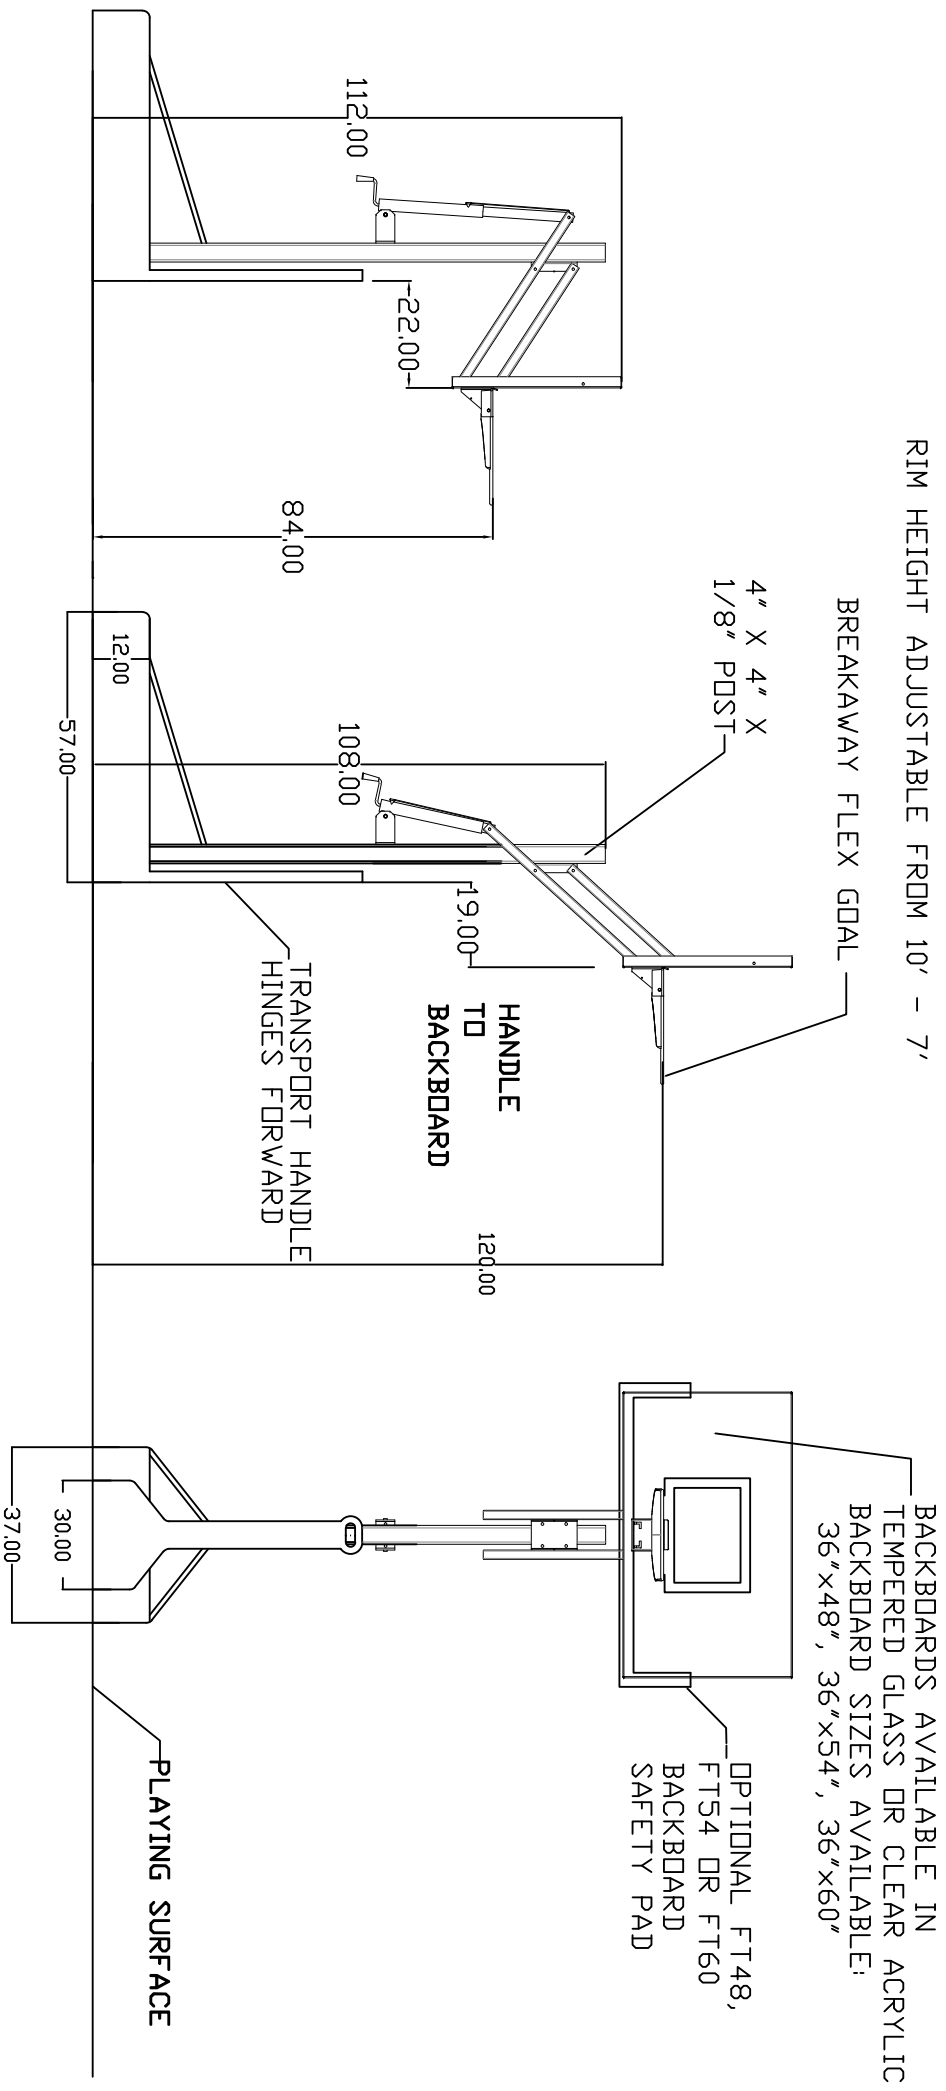 RIM HEIGHT ADJUSTABLE FROM 10' - 7'
BREAKAWAY FLEX GOAL
4" X 4" X
1/8" POST
112.00
22.00
84.00
108.00
19.00
12.00
57.00
HANDLE
TO
BACKBOARD
TRANSPORT HANDLE
HINGES FORWARD
120.00
BACKBOARDS AVAILABLE IN
TEMPERED GLASS OR CLEAR ACRYLIC
BACKBOARD SIZES AVAILABLE:
36"x48", 36"x54", 36"x60"
OPTIONAL FT48,
FT54 OR FT60
BACKBOARD
SAFETY PAD
30.00
37.00
PLAYING SURFACE